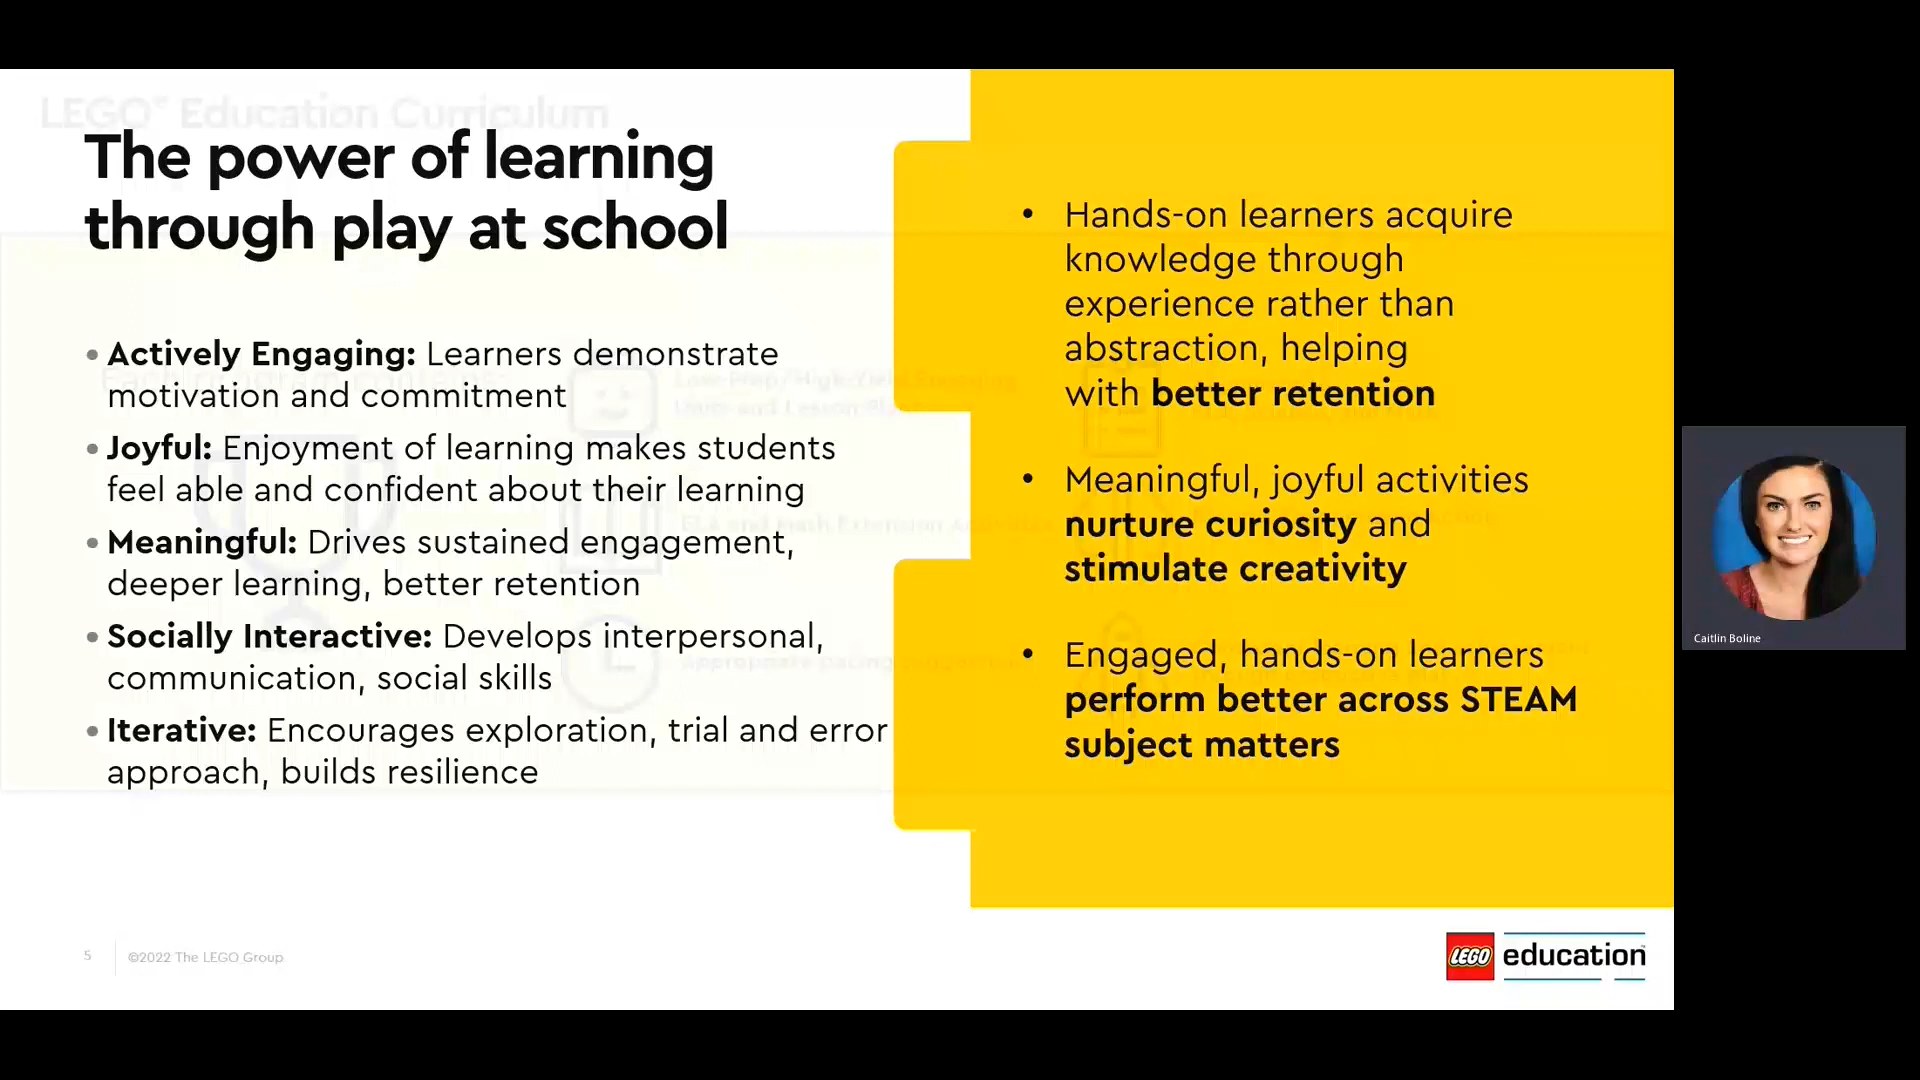 LEGO® Education Curriculum
The power of learning
through play at school
• Actively Engaging: Learners demonstrate
motivation and commitment
• Joyful: Enjoyment of learning makes students
feel able and confident about their learning
• Meaningful: Drives sustained engagement,
deeper learning, better retention
• Socially Interactive: Develops interpersonal,
communication, social skills
• Iterative: Encourages exploration, trial and error
approach, builds resilience
• Hands-on learners acquire
knowledge through
experience rather than
abstraction, helping
with better retention
• Meaningful, joyful activities
nurture curiosity and
stimulate creativity
• Engaged, hands-on learners
perform better across STEAM
subject matters
Caitlin Boline
5
©2022 The LEGO Group
LEGO education